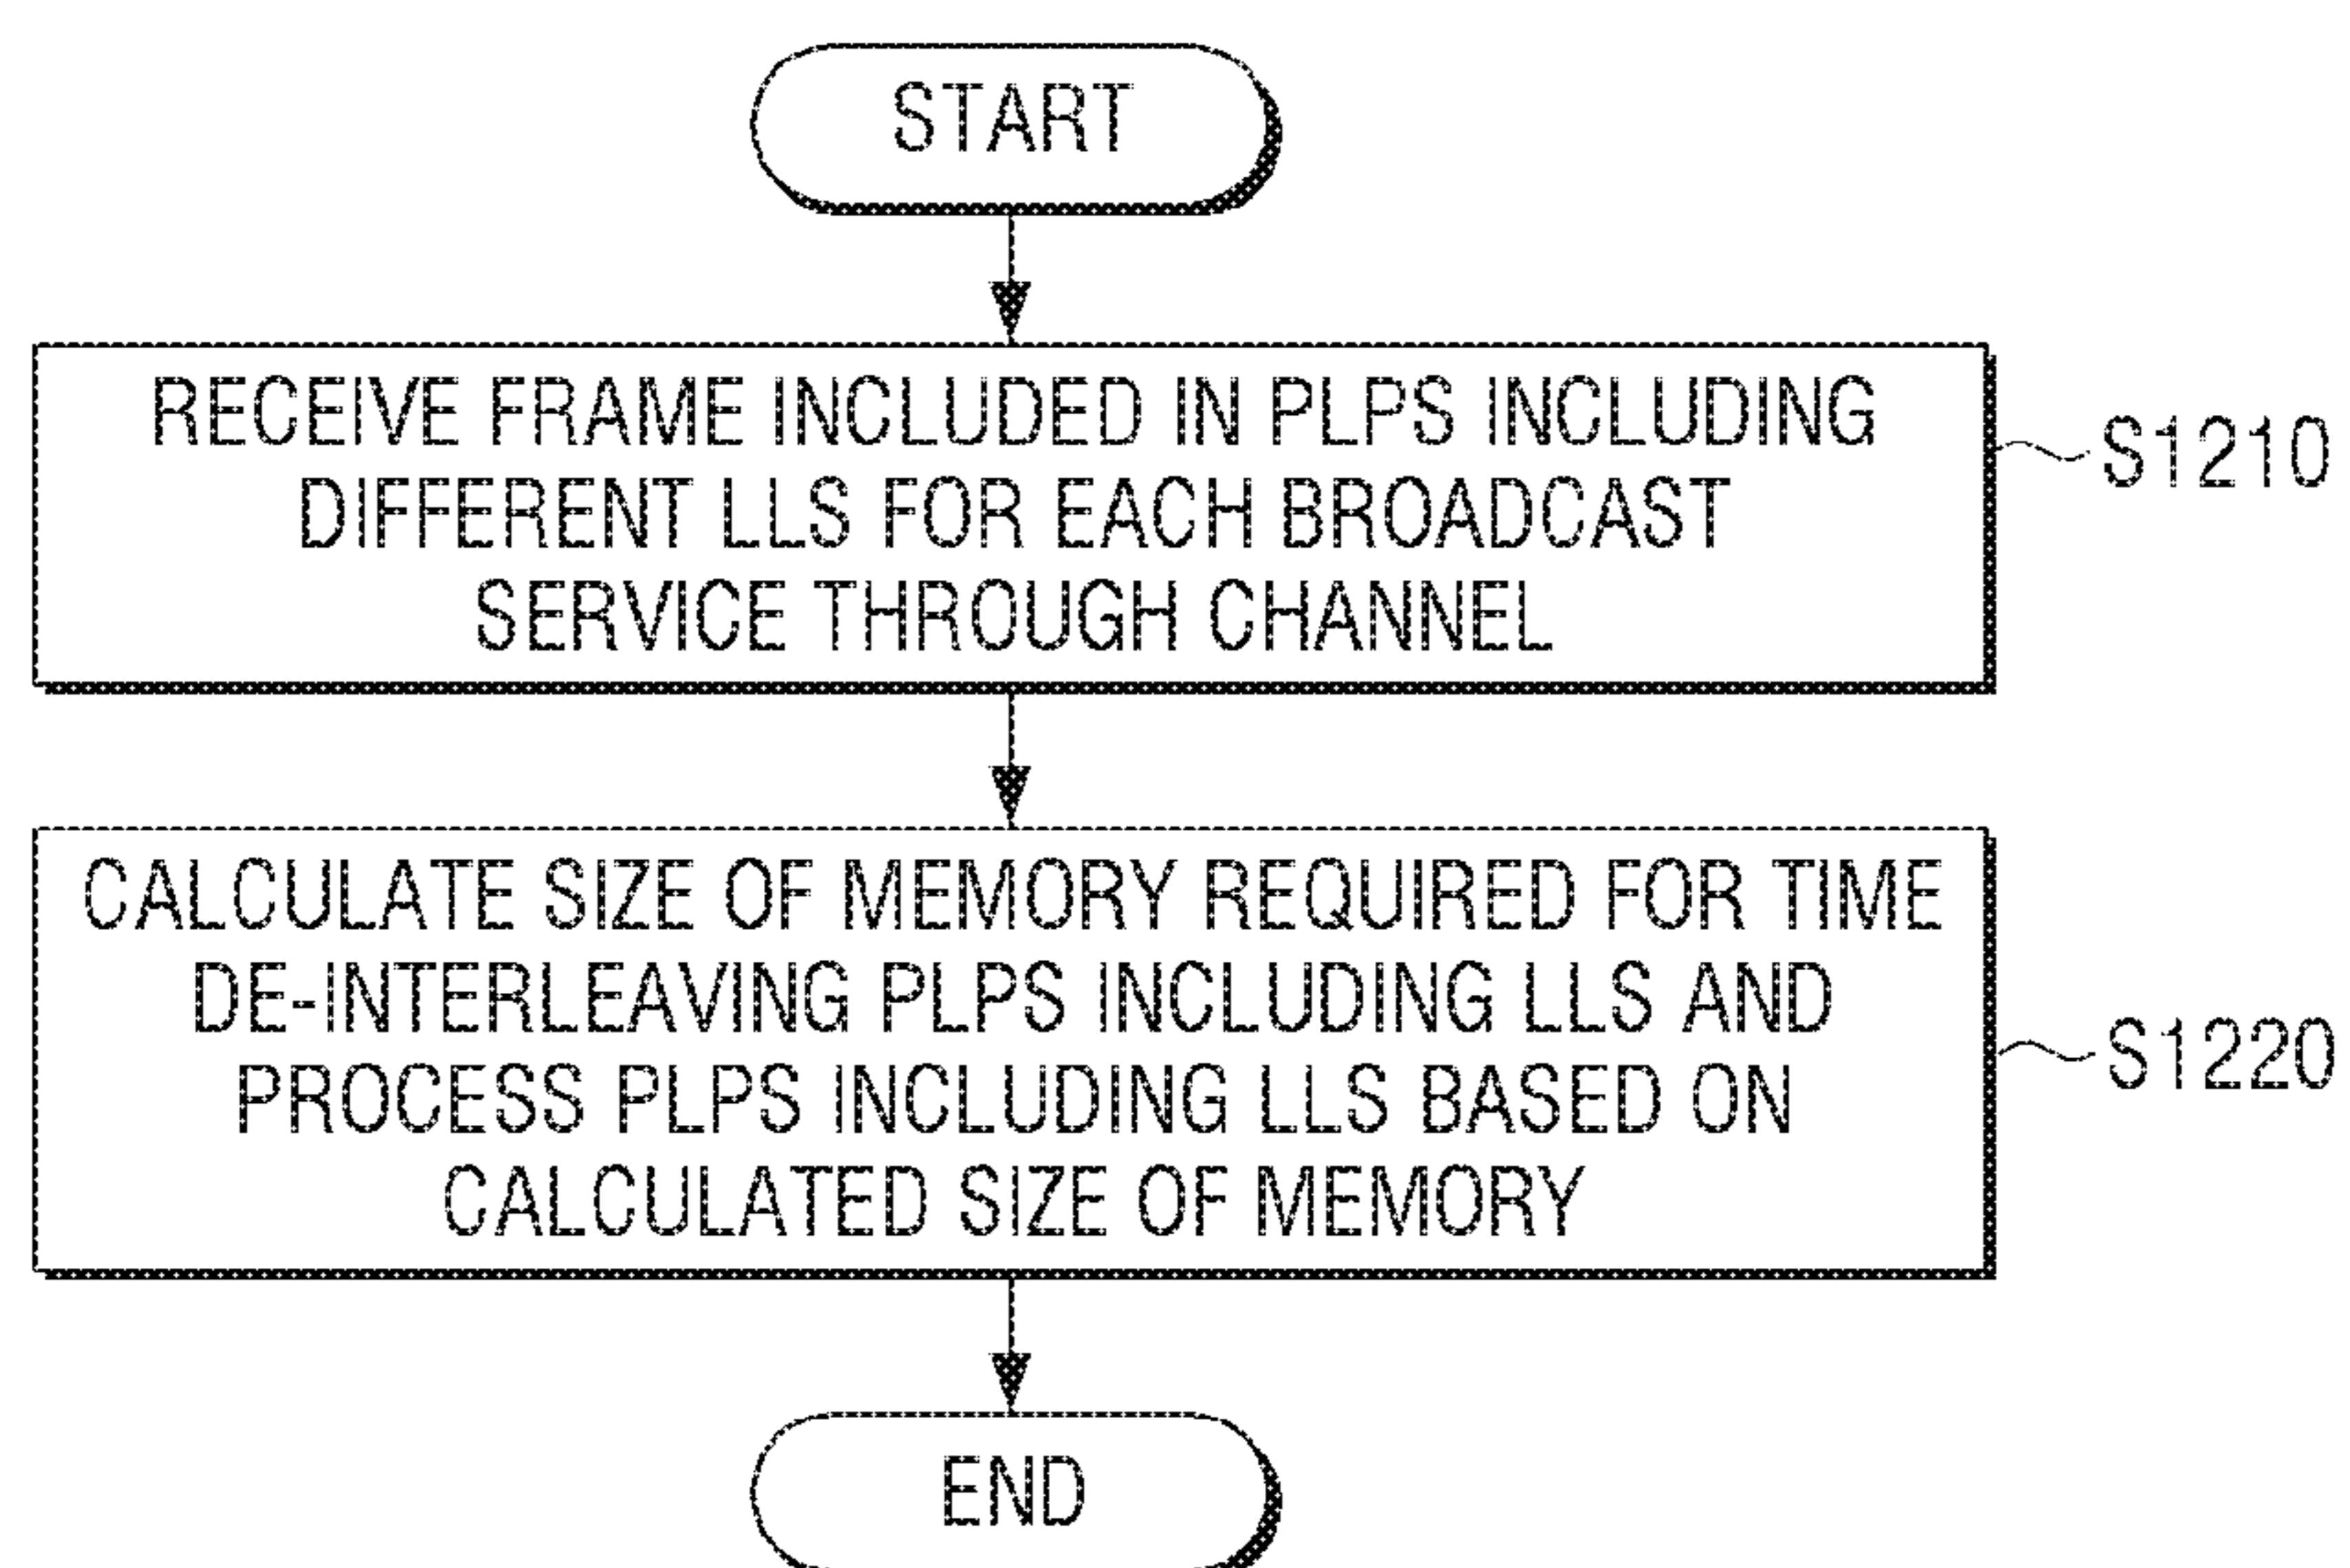 START
RECEIVE FRAME INCLUDED IN PLPS INCLUDING
DIFFERENT LLS FOR EACH BROADCAST
SERVICE THROUGH CHANNEL
S1210
CALCULATE SIZE OF MEMORY REQUIRED FOR TIME
DE-INTERLEAVING PLPS INCLUDING LLS AND
PROCESS PLPS INCLUDING LLS BASED ON
CALCULATED SIZE OF MEMORY
S1220
END